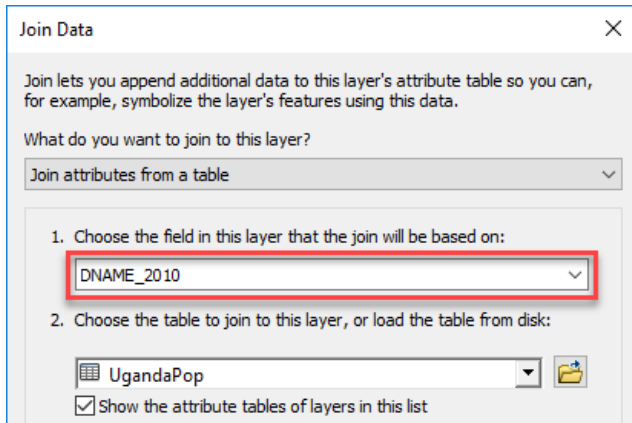 Join Data
Join lets you append additional data to this layer's attribute table so you can,
for example, symbolize the layer's features using this data.
What do you want to join to this layer?
Join attributes from a table
1. Choose the field in this layer that the join will be based on:
DNAME_2010
2. Choose the table to join to this layer, or load the table from disk:
UgandaPop
Show the attribute tables of layers in this list